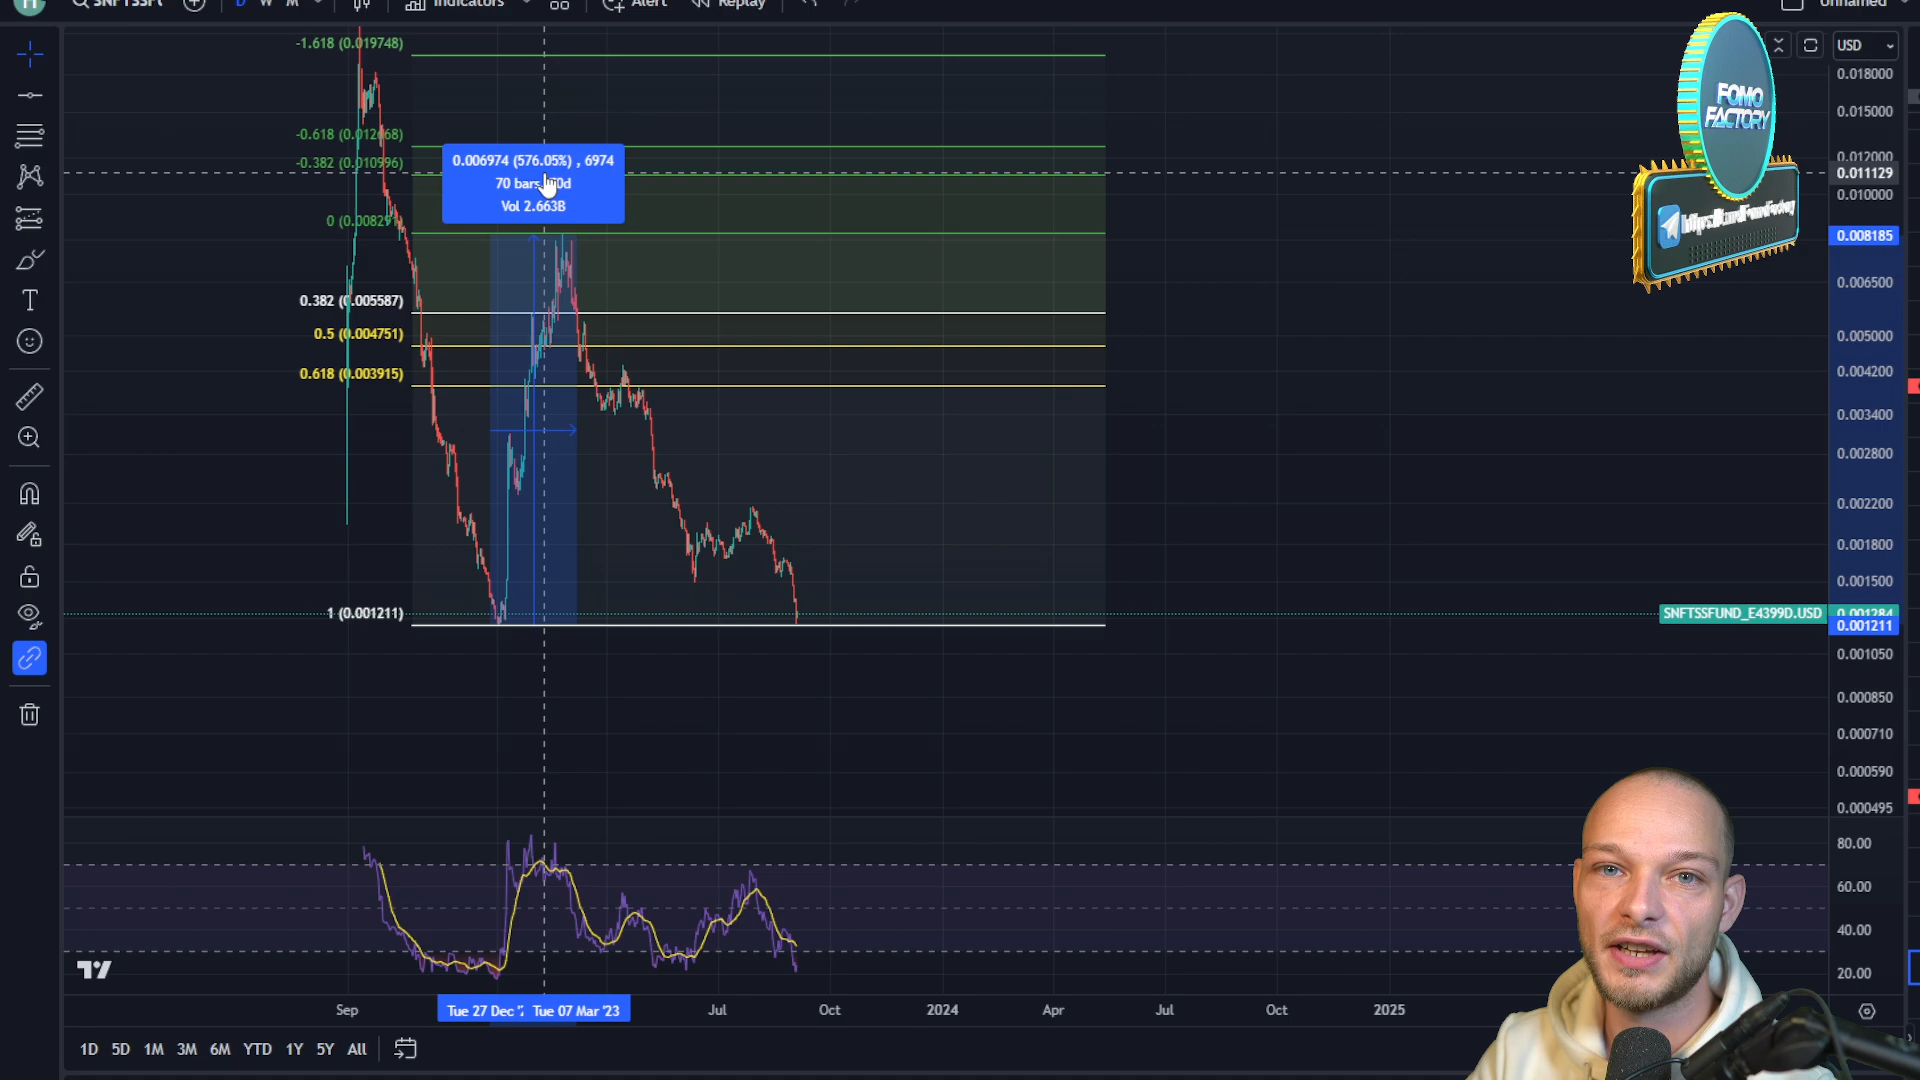 H
SNFTSSFU
D W M
Indicators
Alert
Replay
Unnamed
USD
-1.618 (0.019748)
-0.618 (0.012668)
-0.382 (0.010996)
0.006974 (576.05%) , 6974
70 bars,
Vol 2.663B
0.382 (0.005587)
0.5 (0.004751)
0.618 (0.003915)
1 (0.001211)
FOMO
FACTORY
0.018000
0.015000
0.012000
0.011129
0.010000
0.008185
0.006500
0.005000
0.004200
0.003400
0.002800
0.002200
0.001800
0.001500
SNFTSSFUND_E4399D.USD
0.001284
0.001211
0.001050
0.000850
0.000710
0.000590
0.000495
80.00
60.00
40.00
20.00
Sep
Tue 27 Dec '2
Tue 07 Mar '23
Jul
Oct
2024
Apr
Jul
Oct
2025
1D 5D 1M 3M 6M YTD 1Y 5Y All